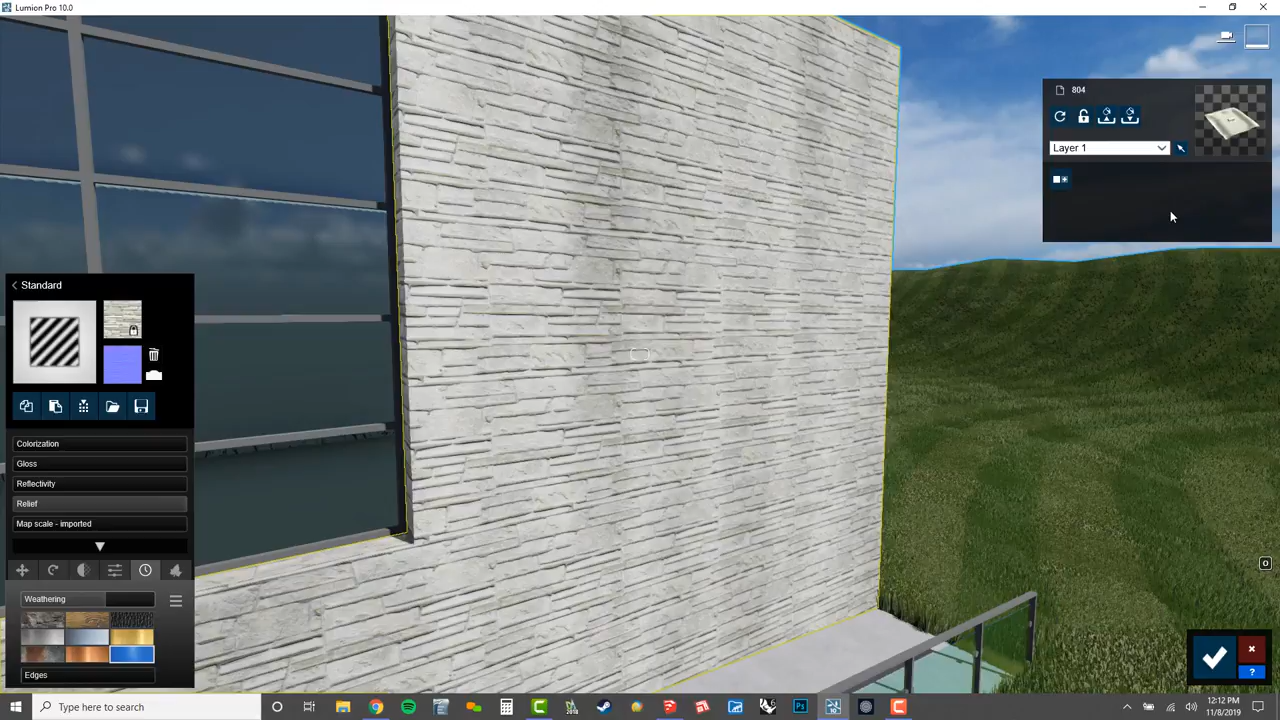 Lumion Pro 10.0
804
Layer 1
Standard
Colorization
Gloss
Reflectivity
Relief
Map scale - imported
Weathering
Edges
O
?
Type here to search
12:12 PM
11/8/2019